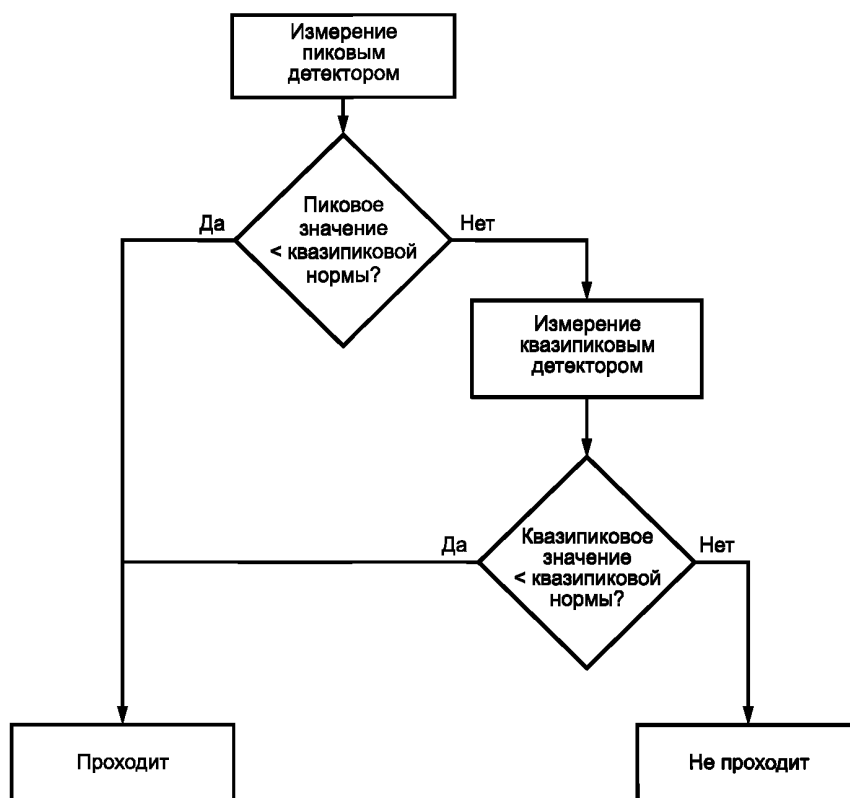 Измерение
пиковым
детектором
Да
Пиковое
значение
< квазипиковой
нормы?
Нет
Измерение
квазипиковым
детектором
Да
Квазипиковое
значение
< квазипиковой
нормы?
Нет
Проходит
Не проходит